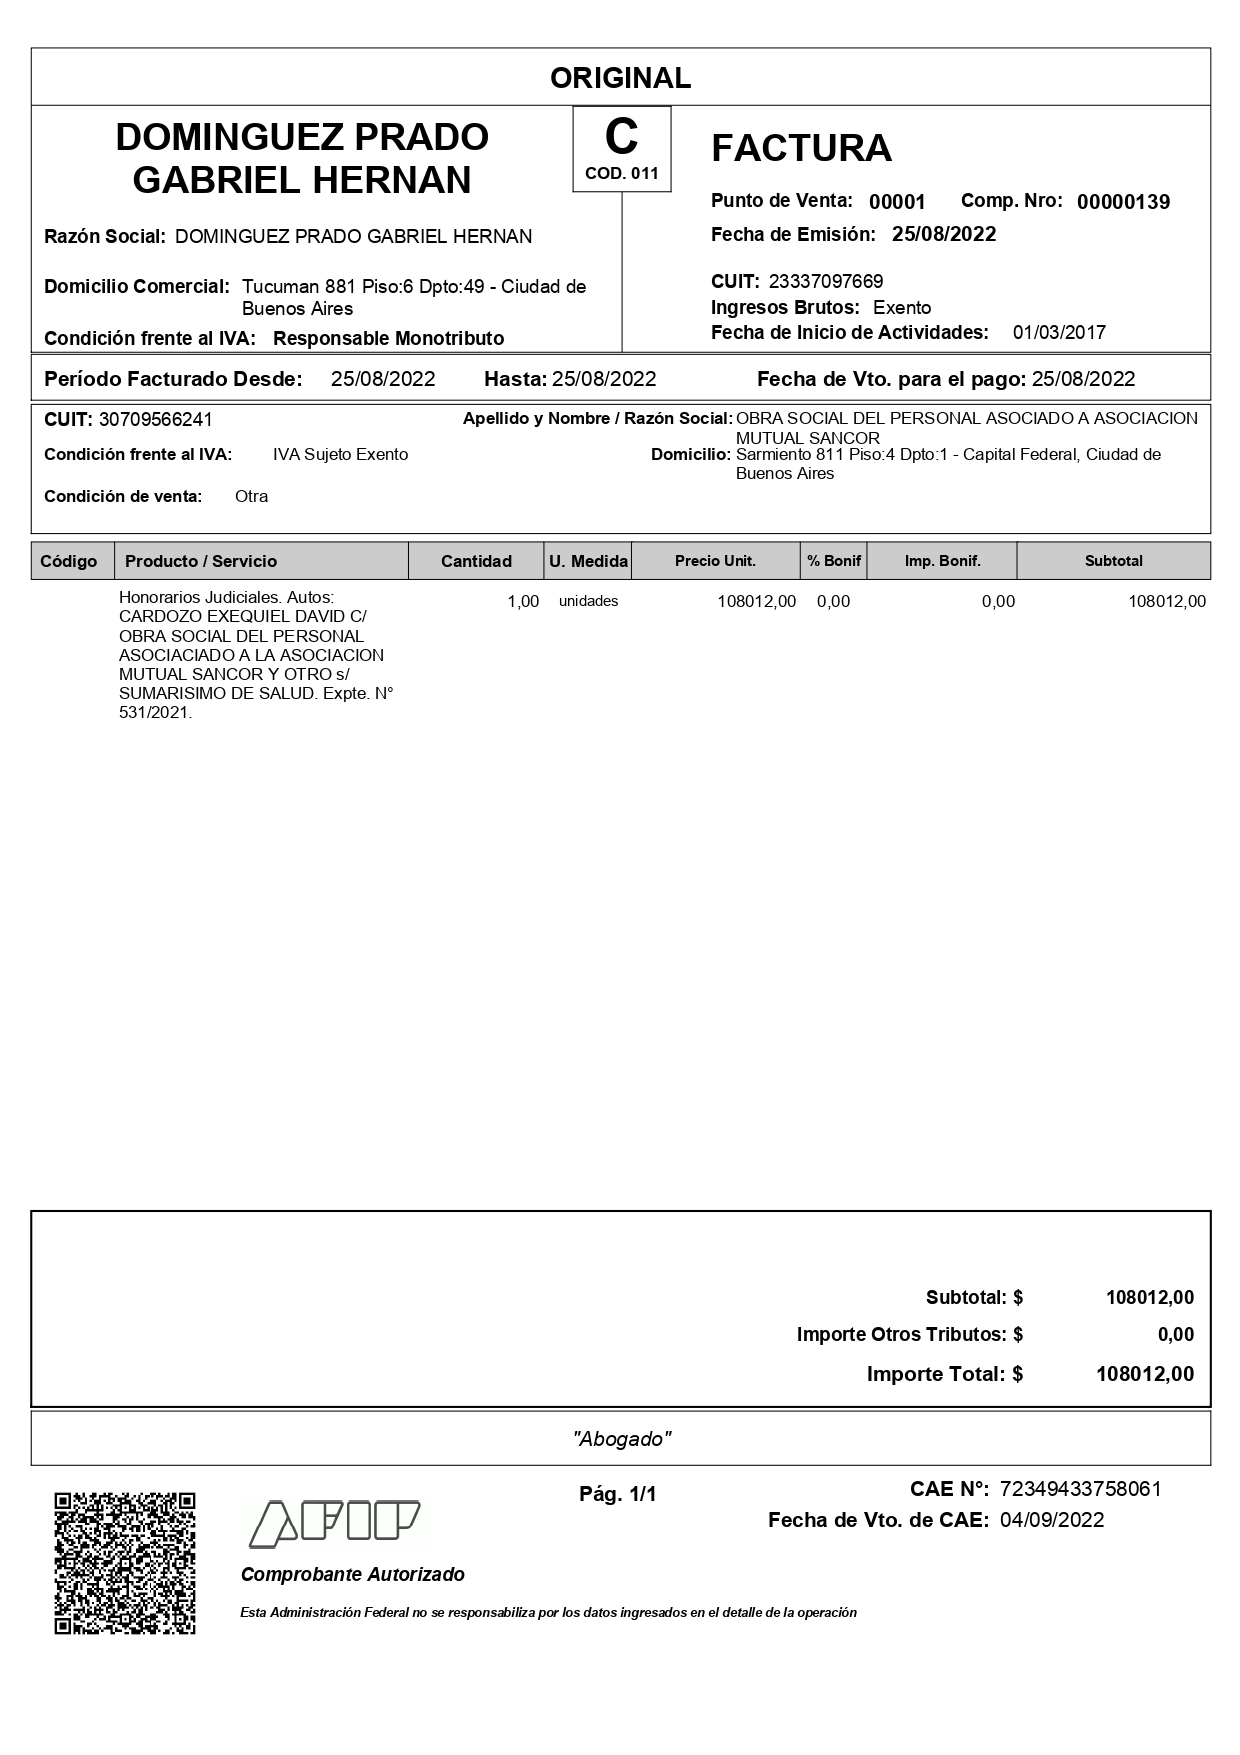 ORIGINAL
DOMINGUEZ PRADO
GABRIEL HERNAN
C
COD. 011
FACTURA
Punto de Venta: 00001 Comp. Nro: 00000139
Fecha de Emisión: 25/08/2022
Razón Social: DOMINGUEZ PRADO GABRIEL HERNAN
Domicilio Comercial: Tucuman 881 Piso:6 Dpto:49 - Ciudad de
Buenos Aires
Condición frente al IVA: Responsable Monotributo
CUIT: 23337097669
Ingresos Brutos: Exento
Fecha de Inicio de Actividades: 01/03/2017
Período Facturado Desde: 25/08/2022 Hasta: 25/08/2022 Fecha de Vto. para el pago: 25/08/2022
CUIT: 30709566241
Apellido y Nombre / Razón Social: OBRA SOCIAL DEL PERSONAL ASOCIADO A ASOCIACION
MUTUAL SANCOR
Condición frente al IVA: IVA Sujeto Exento
Domicilio: Sarmiento 811 Piso:4 Dpto:1 - Capital Federal, Ciudad de
Buenos Aires
Condición de venta: Otra
Código Producto / Servicio Cantidad U. Medida Precio Unit. % Bonif Imp. Bonif. Subtotal
Honorarios Judiciales. Autos: 1,00 unidades 108012,00 0,00 0,00 108012,00
CARDOZO EXEQUIEL DAVID C/
OBRA SOCIAL DEL PERSONAL
ASOCIACIADO A LA ASOCIACION
MUTUAL SANCOR Y OTRO s/
SUMARISIMO DE SALUD. Expte. N°
531/2021.
Subtotal: $ 108012,00
Importe Otros Tributos: $ 0,00
Importe Total: $ 108012,00
"Abogado"
AFIP
Pág. 1/1
CAE N°: 72349433758061
Fecha de Vto. de CAE: 04/09/2022
Comprobante Autorizado
Esta Administración Federal no se responsabiliza por los datos ingresados en el detalle de la operación